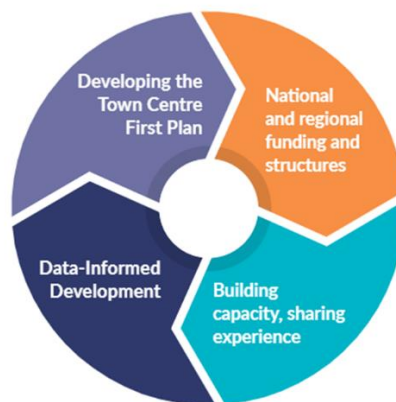 Developing the
Town Centre
First Plan
National
and regional
funding and
structures
Data-Informed
Development
Building
capacity, sharing
experience